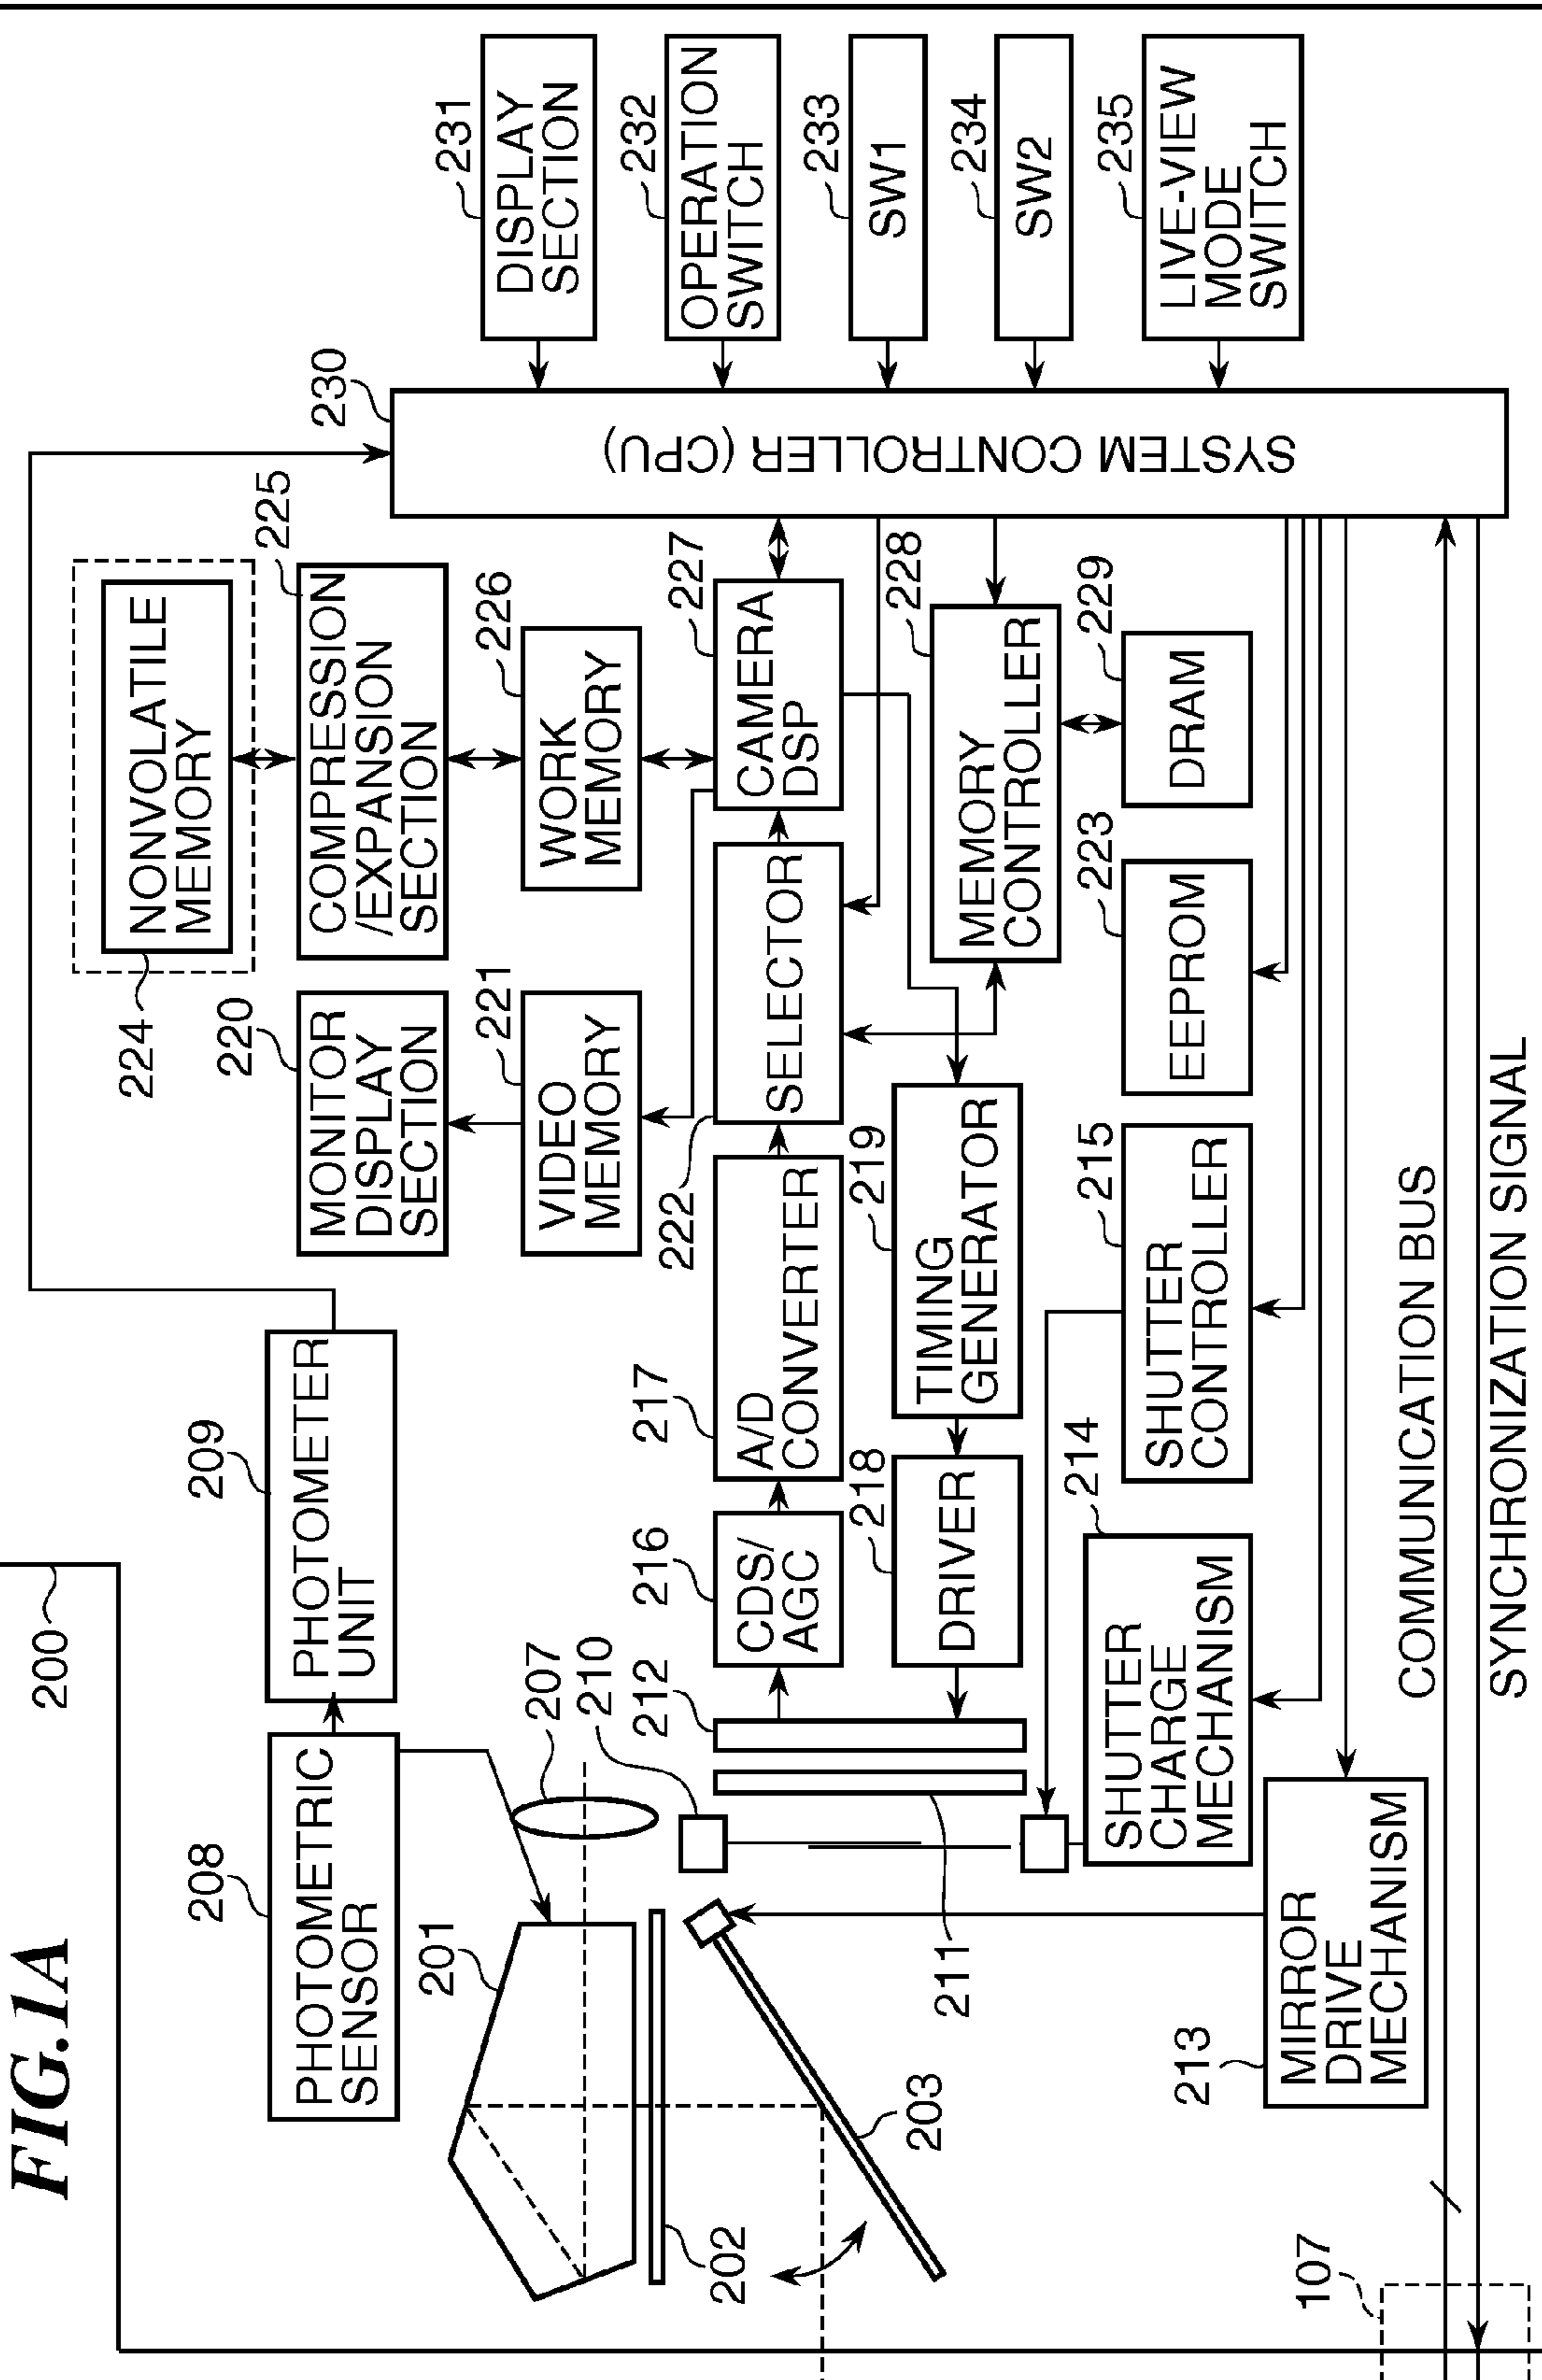 FIG.1A
200
208
PHOTOMETRIC
SENSOR
209
PHOTOMETER
UNIT
224
NONVOLATILE
MEMORY
220
MONITOR
DISPLAY
SECTION
225
COMPRESSION
/EXPANSION
SECTION
230
SYSTEM CONTROLLER (CPU)
231
DISPLAY
SECTION
201
207
210
221
VIDEO
MEMORY
226
WORK
MEMORY
232
OPERATION
SWITCH
202
212
216
CDS/
AGC
217
A/D
CONVERTER
222
SELECTOR
227
CAMERA
DSP
233
SW1
203
211
218
DRIVER
219
TIMING
GENERATOR
228
MEMORY
CONTROLLER
234
SW2
214
SHUTTER
CHARGE
MECHANISM
215
SHUTTER
CONTROLLER
223
EEPROM
229
DRAM
235
LIVE-VIEW
MODE
SWITCH
213
MIRROR
DRIVE
MECHANISM
107
COMMUNICATION BUS
SYNCHRONIZATION SIGNAL